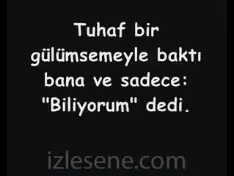 Tuhaf bir
gülümsemeyle baktı
bana ve sadece:
"Biliyorum" dedi.
izlesene.com